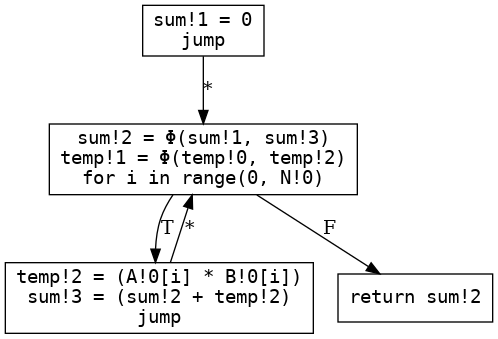 sum!1 = 0
jump
*
sum!2 = Φ(sum!1, sum!3)
temp!1 = Φ(temp!0, temp!2)
for i in range(0, N!0)
T
*
F
temp!2 = (A!0[i] * B!0[i])
sum!3 = (sum!2 + temp!2)
jump
return sum!2